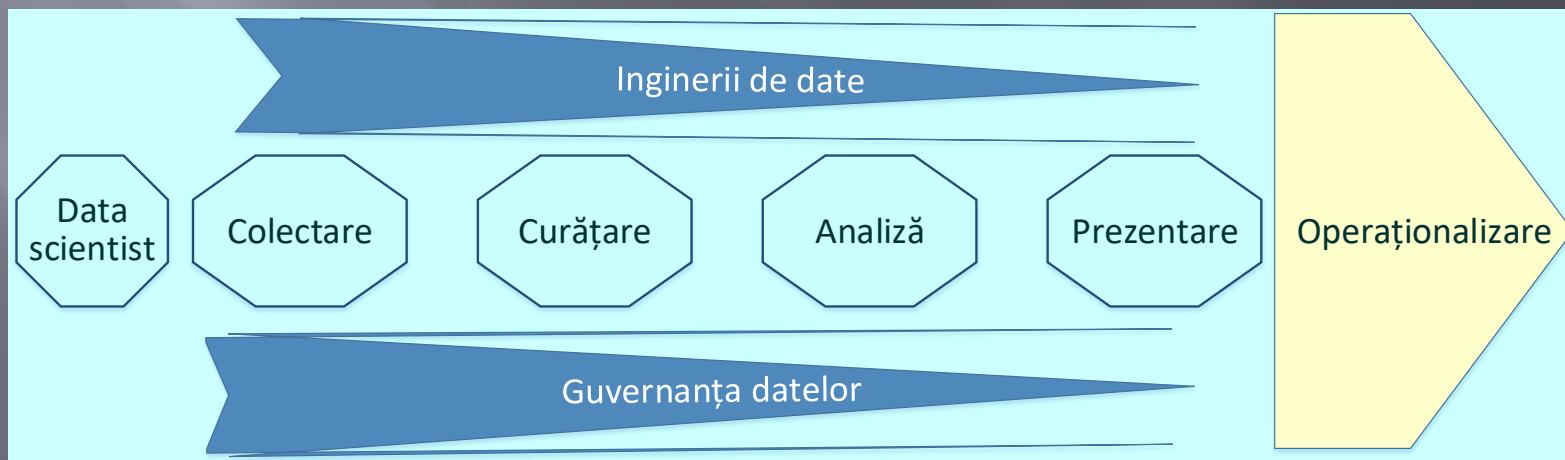 Inginerii de date
Data
scientist
Colectare
Curățare
Analiză
Prezentare
Operaționalizare
Guvernanța datelor